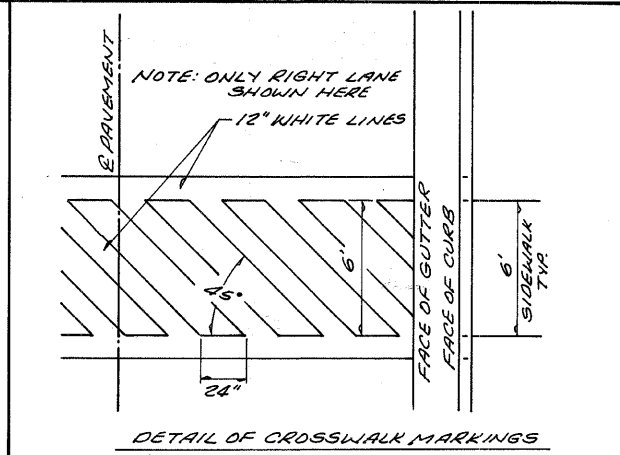 ℄ PAVEMENT
NOTE: ONLY RIGHT LANE
SHOWN HERE
12" WHITE LINES
45°
6'
24"
FACE OF GUTTER
FACE OF CURB
6'
SIDEWALK
TYP.
DETAIL OF CROSSWALK MARKINGS